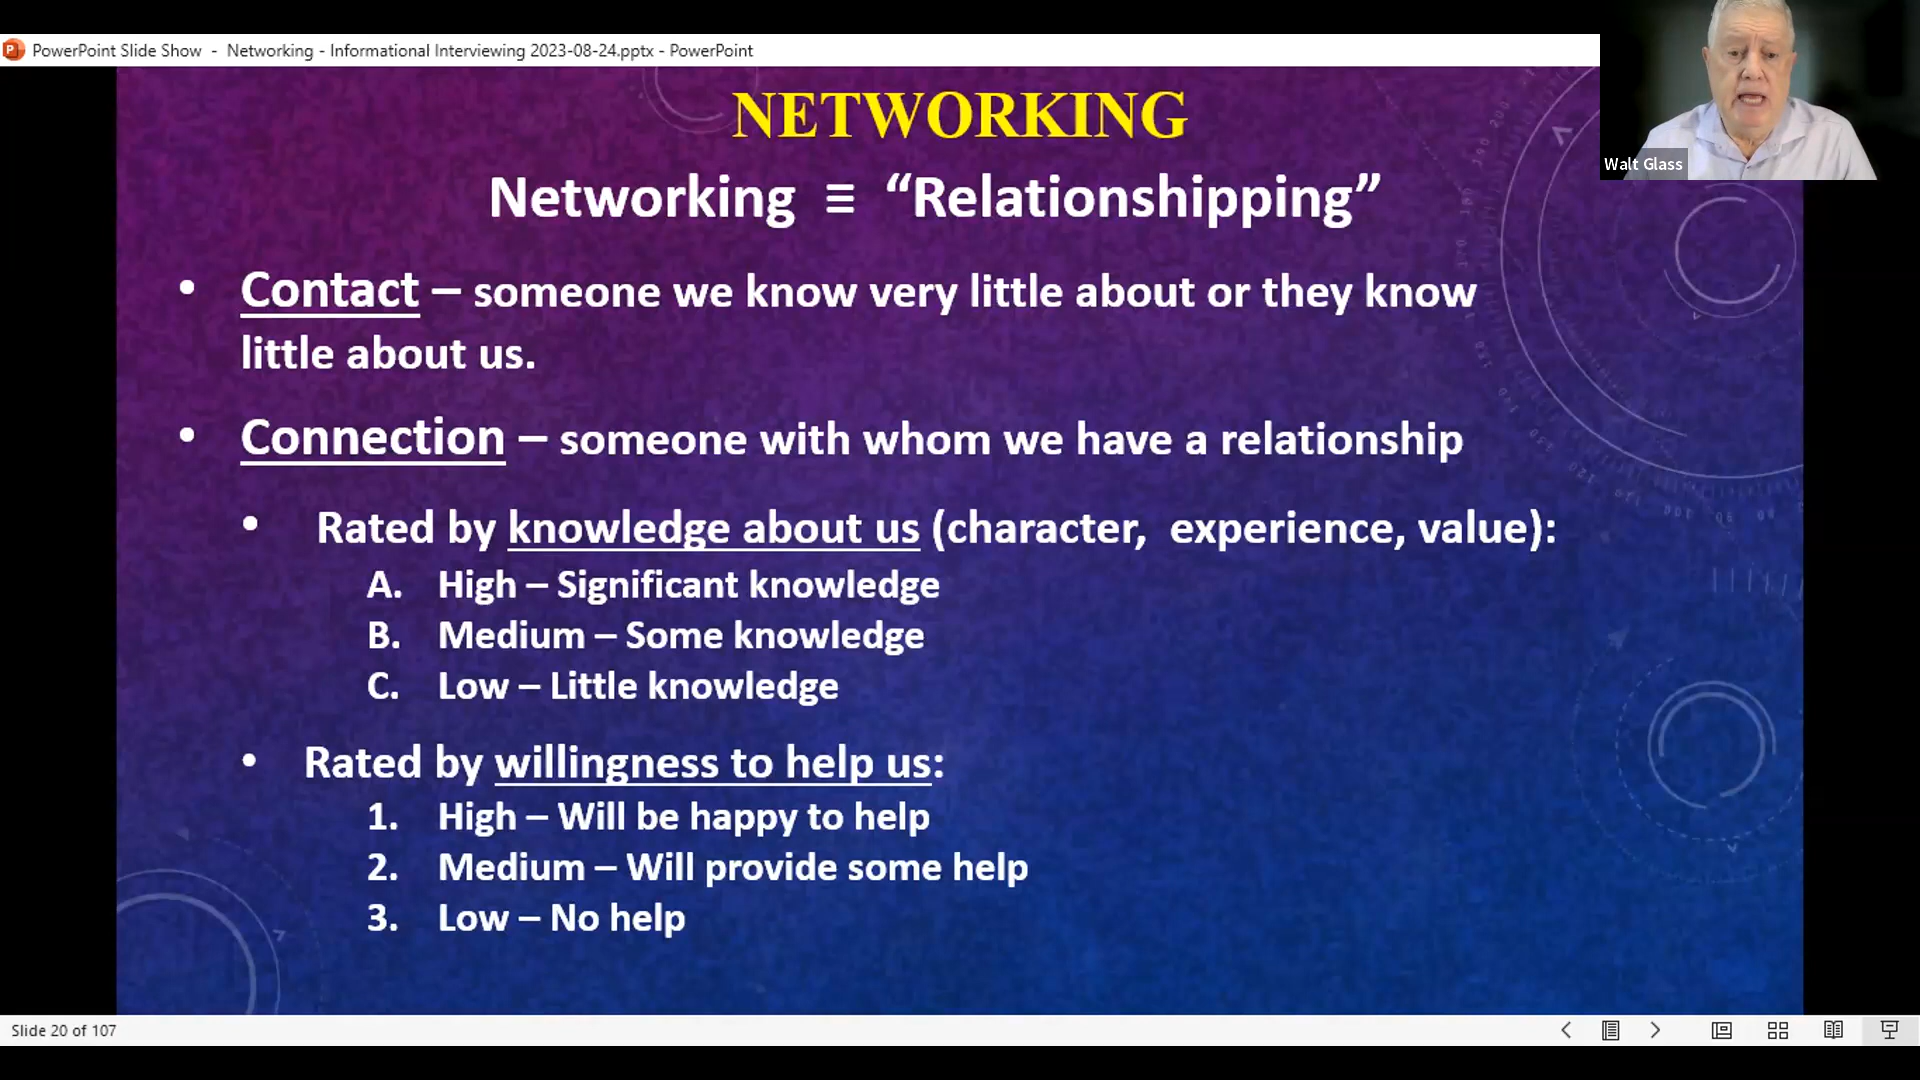 PowerPoint Slide Show - Networking - Informational Interviewing 2023-08-24.pptx - PowerPoint
Walt Glass
NETWORKING
Networking ≡ “Relationshipping”
• Contact – someone we know very little about or they know
little about us.
• Connection – someone with whom we have a relationship
• Rated by knowledge about us (character, experience, value):
A. High – Significant knowledge
B. Medium – Some knowledge
C. Low – Little knowledge
• Rated by willingness to help us:
1. High – Will be happy to help
2. Medium – Will provide some help
3. Low – No help
Slide 20 of 107